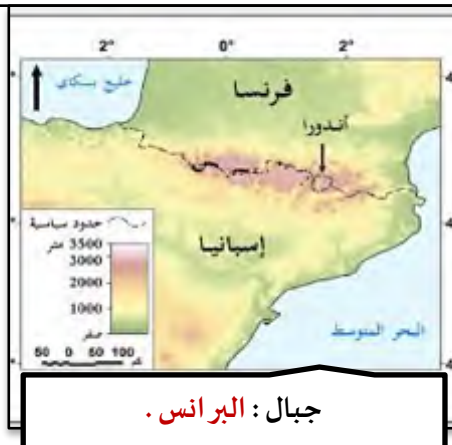 2° 0° 2°
خليج بسكاي
فرنسا
أندورا
إسبانيا
حدود سياسية
3500 متر
3000
2000
1000
صفر
50 0 50 100 كم
البحر المتوسط
جبال : البرانس .